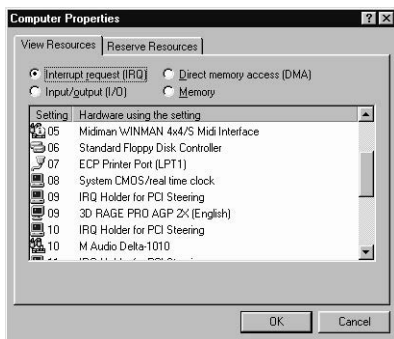 Computer Properties
View Resources Reserve Resources
Interrupt request (IRQ) Direct memory access (DMA)
Input/output (I/O) Memory
Setting Hardware using the setting
05 Midiman WINMAN 4x4/S Midi Interface
06 Standard Floppy Disk Controller
07 ECP Printer Port (LPT1)
08 System CMOS/real time clock
09 IRQ Holder for PCI Steering
09 3D RAGE PRO AGP 2X (English)
10 IRQ Holder for PCI Steering
10 M Audio Delta-1010
OK Cancel